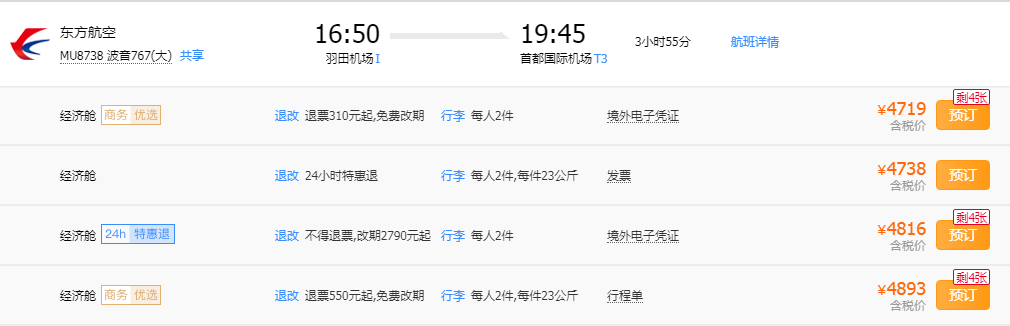 东方航空
MU8738 波音767(大) 共享
16:50
羽田机场 I
19:45
首都国际机场 T3
3小时55分
航班详情
经济舱 商务 优选 退改 退票310元起,免费改期 行李 每人2件 境外电子凭证 ¥4719 含税价 剩4张 预订
经济舱 退改 24小时特惠退 行李 每人2件,每件23公斤 发票 ¥4738 含税价 预订
经济舱 24h 特惠退 退改 不得退票,改期2790元起 行李 每人2件 境外电子凭证 ¥4816 含税价 剩4张 预订
经济舱 商务 优选 退改 退票550元起,免费改期 行李 每人2件,每件23公斤 行程单 ¥4893 含税价 剩4张 预订